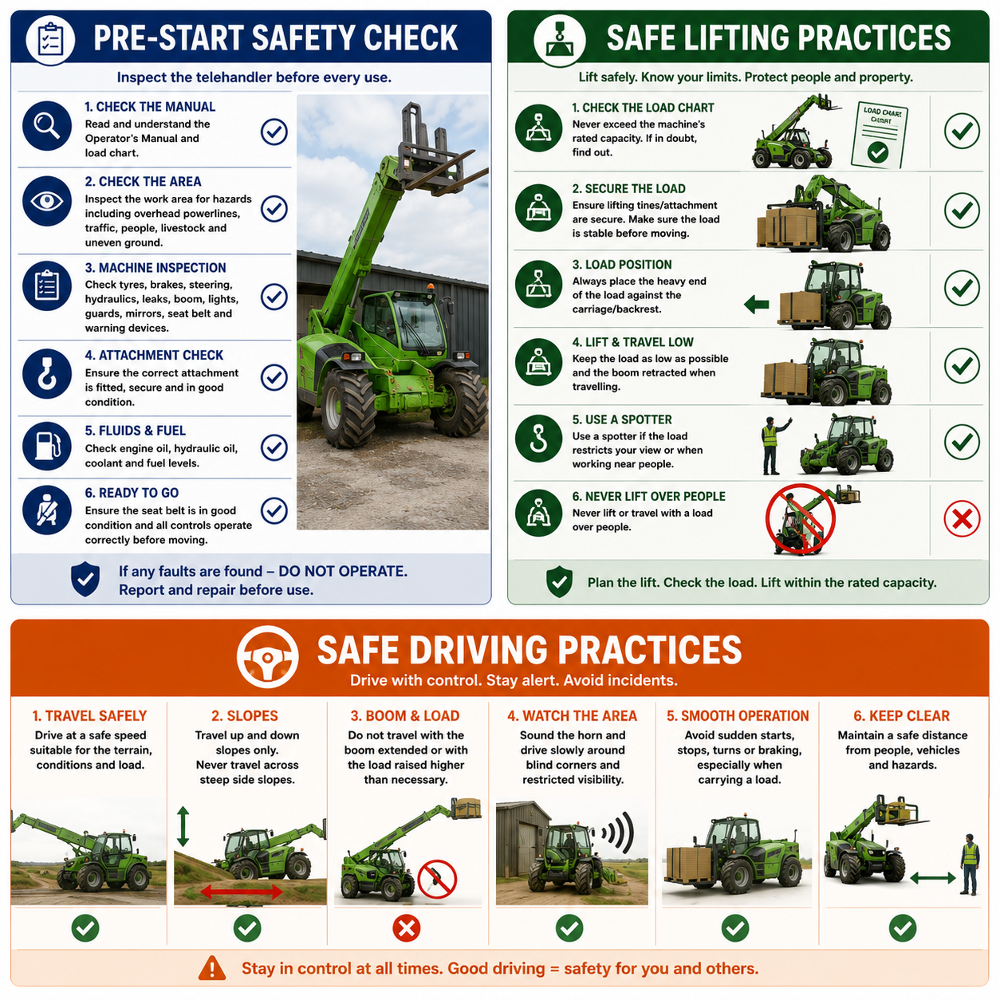 PRE-START SAFETY CHECK
Inspect the telehandler before every use.
1. CHECK THE MANUAL
Read and understand the
Operator's Manual and
load chart.
2. CHECK THE AREA
Inspect the work area for hazards
including overhead powerlines,
traffic, people, livestock and
uneven ground.
3. MACHINE INSPECTION
Check tyres, brakes, steering,
hydraulics, leaks, boom, lights,
guards, mirrors, seat belt and
warning devices.
4. ATTACHMENT CHECK
Ensure the correct attachment
is fitted, secure and in good
condition.
5. FLUIDS & FUEL
Check engine oil, hydraulic oil,
coolant and fuel levels.
6. READY TO GO
Ensure the seat belt is in good
condition and all controls operate
correctly before moving.
If any faults are found – DO NOT OPERATE.
Report and repair before use.
SAFE LIFTING PRACTICES
Lift safely. Know your limits. Protect people and property.
1. CHECK THE LOAD CHART
Never exceed the machine's
rated capacity. If in doubt,
find out.
LOAD CHART
2. SECURE THE LOAD
Ensure lifting tines/attachment
are secure. Make sure the load
is stable before moving.
3. LOAD POSITION
Always place the heavy end
of the load against the
carriage/backrest.
4. LIFT & TRAVEL LOW
Keep the load as low as possible
and the boom retracted when
travelling.
5. USE A SPOTTER
Use a spotter if the load
restricts your view or when
working near people.
6. NEVER LIFT OVER PEOPLE
Never lift or travel with a load
over people.
Plan the lift. Check the load. Lift within the rated capacity.
SAFE DRIVING PRACTICES
Drive with control. Stay alert. Avoid incidents.
1. TRAVEL SAFELY
Drive at a safe speed
suitable for the terrain,
conditions and load.
2. SLOPES
Travel up and down
slopes only.
Never travel across
steep side slopes.
3. BOOM & LOAD
Do not travel with the
boom extended or with
the load raised higher
than necessary.
4. WATCH THE AREA
Sound the horn and
drive slowly around
blind corners and
restricted visibility.
5. SMOOTH OPERATION
Avoid sudden starts,
stops, turns or braking,
especially when
carrying a load.
6. KEEP CLEAR
Maintain a safe distance
from people, vehicles
and hazards.
Stay in control at all times. Good driving = safety for you and others.